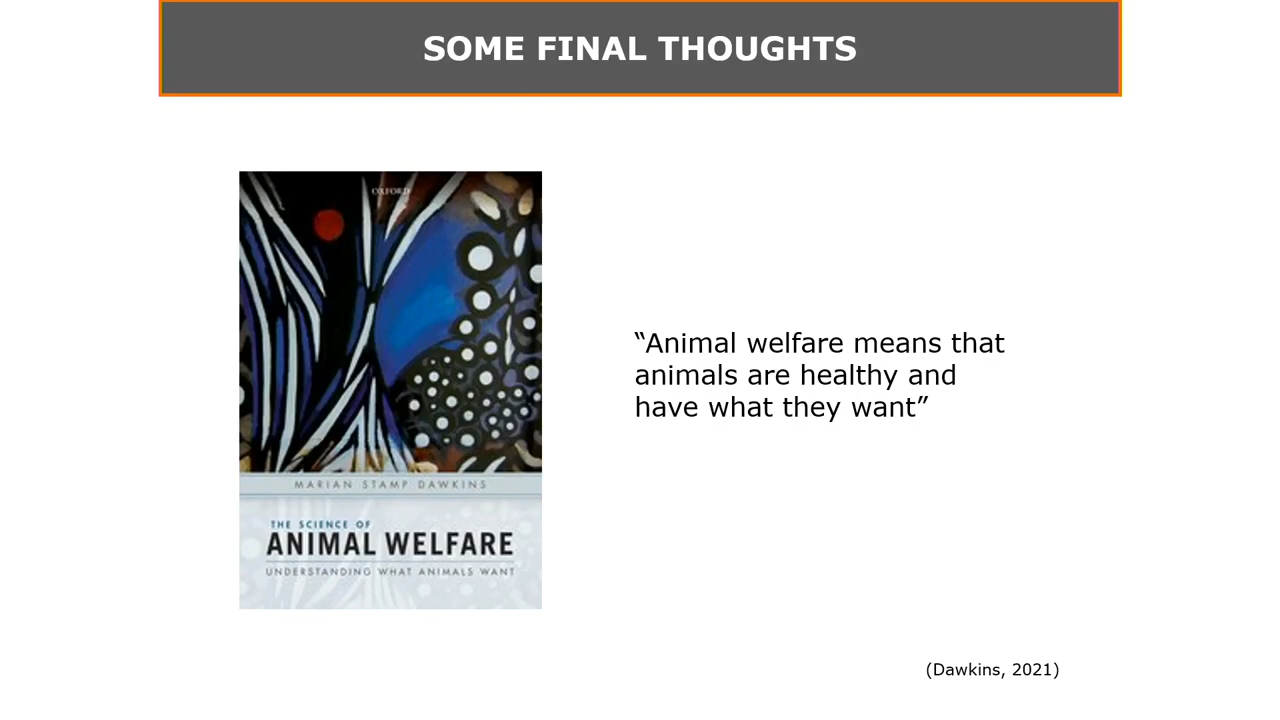 SOME FINAL THOUGHTS
OXFORD
MARIAN STAMP DAWKINS
THE SCIENCE OF
ANIMAL WELFARE
UNDERSTANDING WHAT ANIMALS WANT
“Animal welfare means that
animals are healthy and
have what they want”
(Dawkins, 2021)